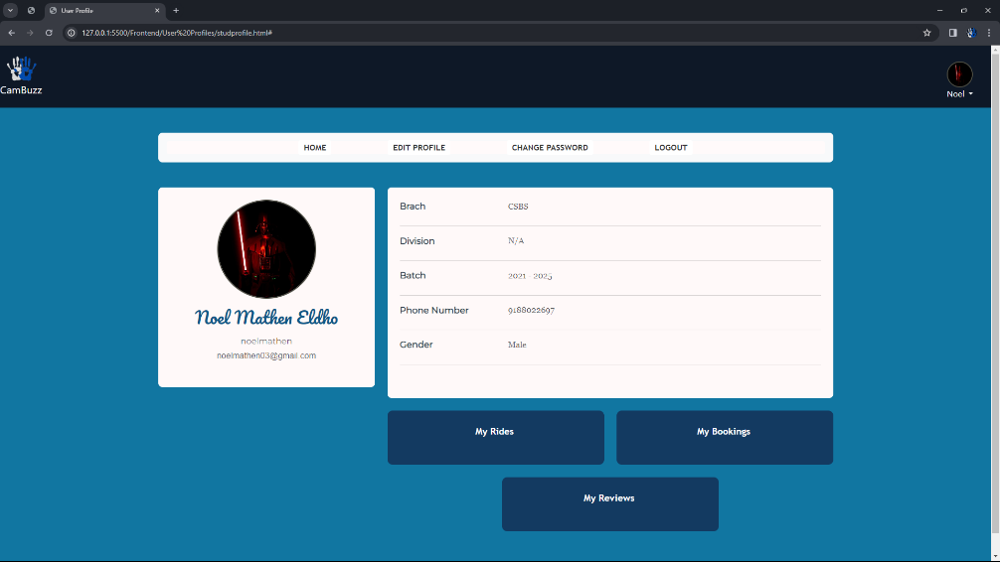 User Profile
127.0.0.1:5500/Frontend/User%20Profiles/studprofile.html#
CamBuzz
Noel
HOME EDIT PROFILE CHANGE PASSWORD LOGOUT
Noel Mathen Eldho
noelmathen
noelmathen03@gmail.com
Brach CSBS
Division N/A
Batch 2021 - 2025
Phone Number 9188022697
Gender Male
My Rides My Bookings
My Reviews